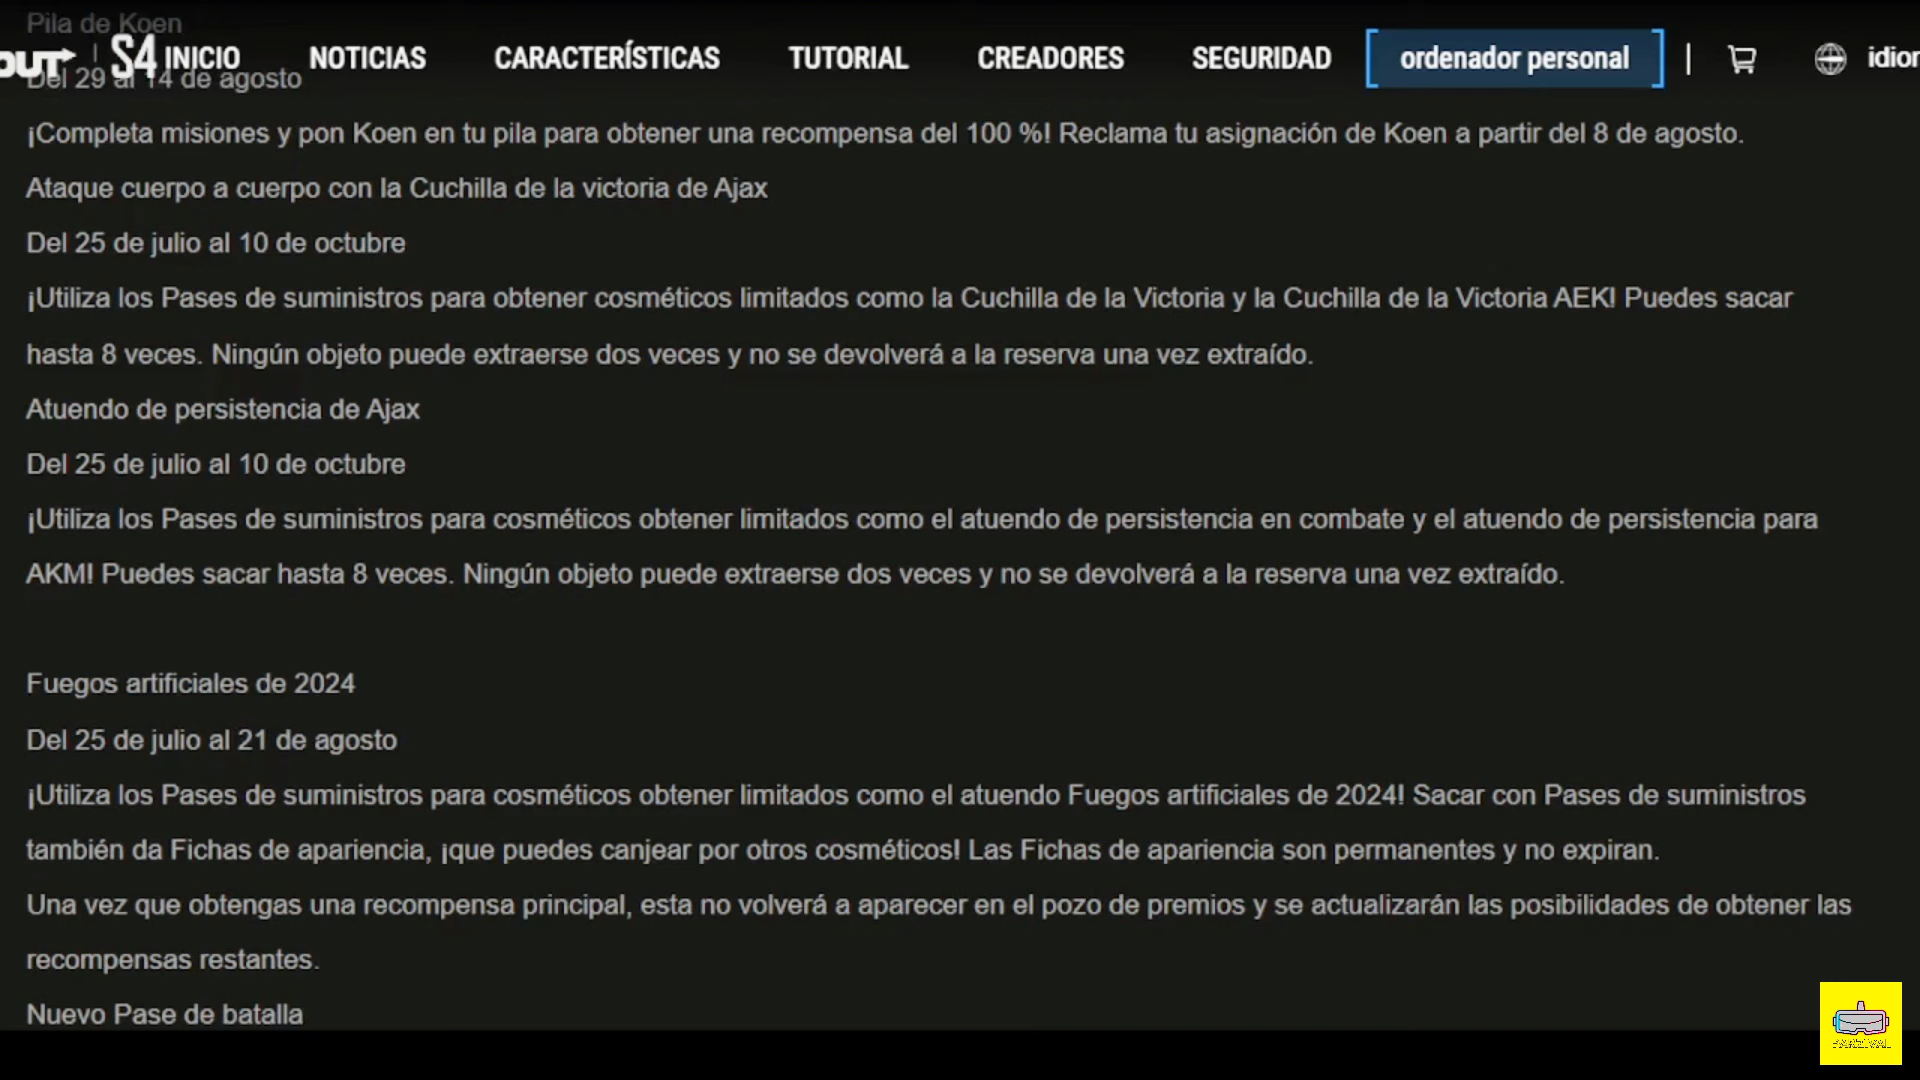 Pila de Koen
OUT | S4 INICIO NOTICIAS CARACTERÍSTICAS TUTORIAL CREADORES SEGURIDAD ordenador personal | idior
Del 29 al 14 de agosto
¡Completa misiones y pon Koen en tu pila para obtener una recompensa del 100 %! Reclama tu asignación de Koen a partir del 8 de agosto.
Ataque cuerpo a cuerpo con la Cuchilla de la victoria de Ajax
Del 25 de julio al 10 de octubre
¡Utiliza los Pases de suministros para obtener cosméticos limitados como la Cuchilla de la Victoria y la Cuchilla de la Victoria AEK! Puedes sacar
hasta 8 veces. Ningún objeto puede extraerse dos veces y no se devolverá a la reserva una vez extraído.
Atuendo de persistencia de Ajax
Del 25 de julio al 10 de octubre
¡Utiliza los Pases de suministros para cosméticos obtener limitados como el atuendo de persistencia en combate y el atuendo de persistencia para
AKM! Puedes sacar hasta 8 veces. Ningún objeto puede extraerse dos veces y no se devolverá a la reserva una vez extraído.
Fuegos artificiales de 2024
Del 25 de julio al 21 de agosto
¡Utiliza los Pases de suministros para cosméticos obtener limitados como el atuendo Fuegos artificiales de 2024! Sacar con Pases de suministros
también da Fichas de apariencia, ¡que puedes canjear por otros cosméticos! Las Fichas de apariencia son permanentes y no expiran.
Una vez que obtengas una recompensa principal, esta no volverá a aparecer en el pozo de premios y se actualizarán las posibilidades de obtener las
recompensas restantes.
Nuevo Pase de batalla
PARZIVAL